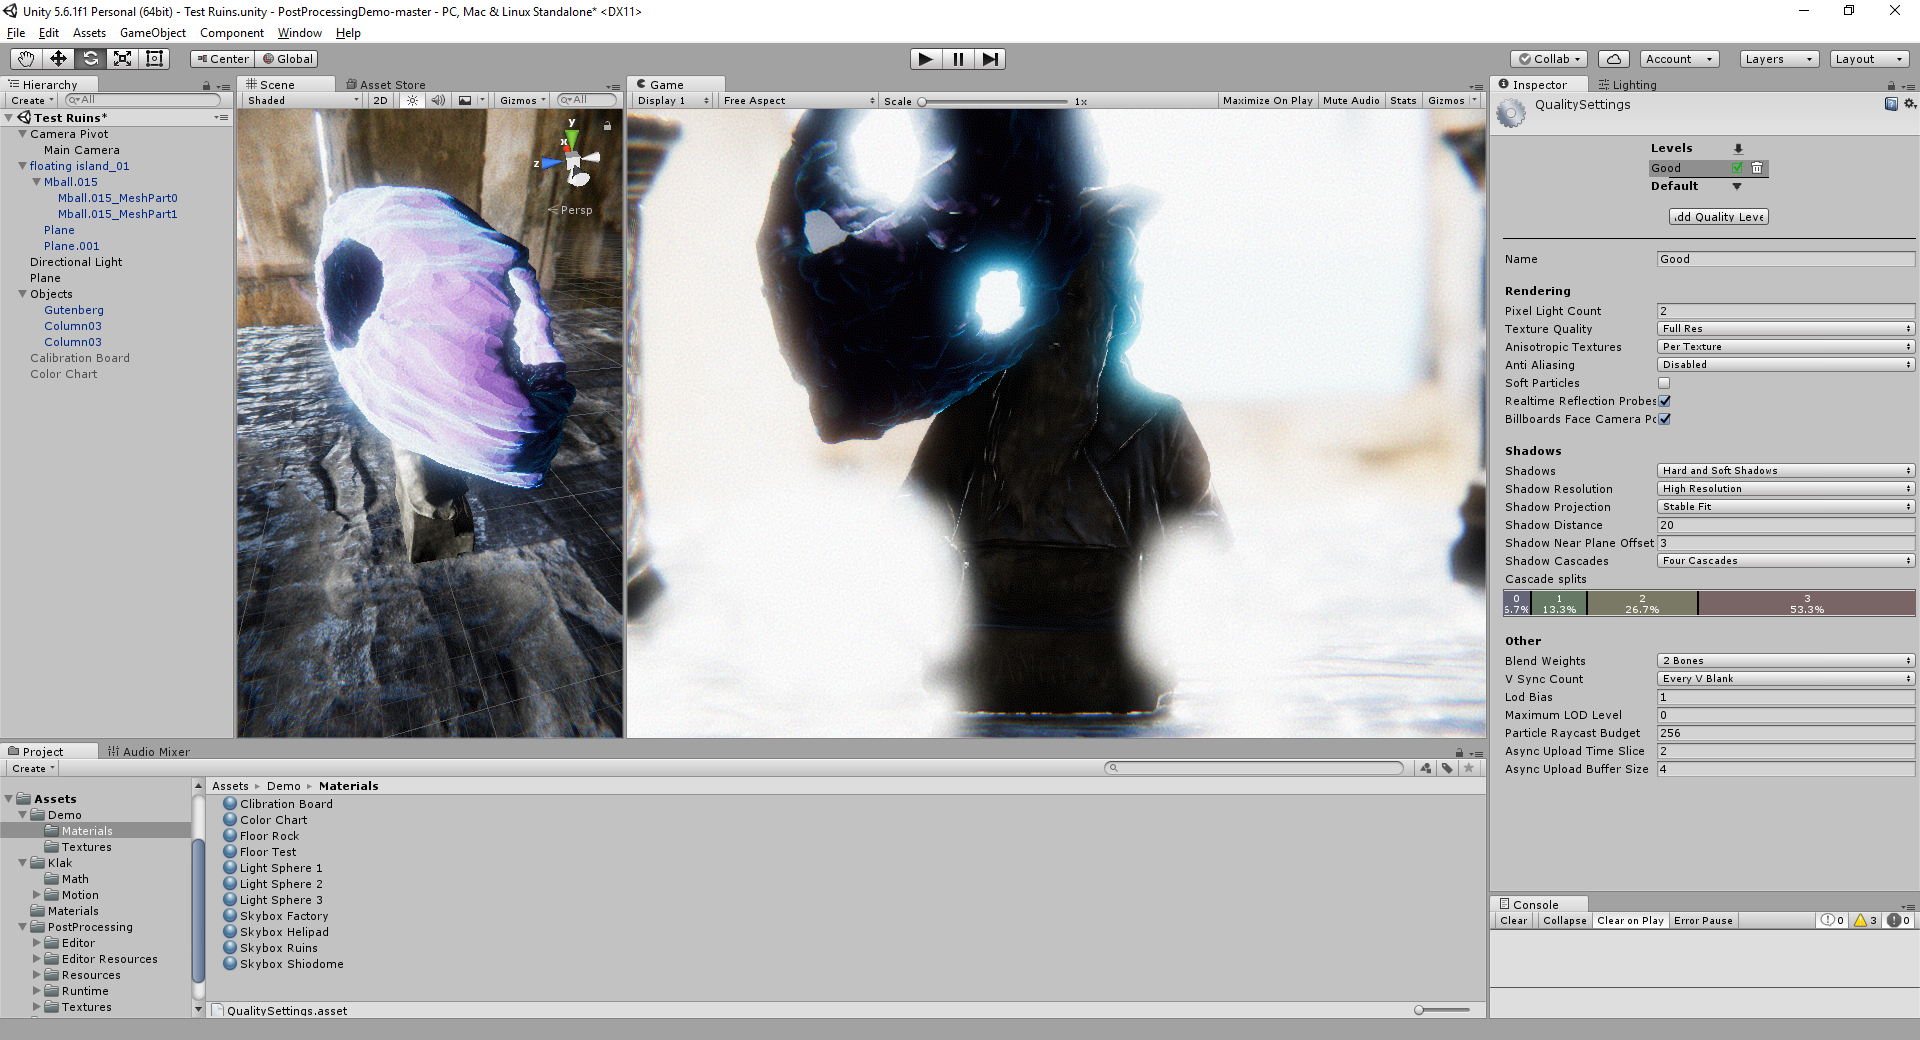 Unity 5.6.1f1 Personal (64bit) - Test Ruins.unity - PostProcessingDemo-master - PC, Mac & Linux Standalone* <DX11>
File Edit Assets GameObject Component Window Help
Center Global Collab Account Layers Layout
Hierarchy
Create All
Test Ruins*
Camera Pivot
Main Camera
floating island_01
Mball.015
Mball.015_MeshPart0
Mball.015_MeshPart1
Plane
Plane.001
Directional Light
Plane
Objects
Gutenberg
Column03
Column03
Calibration Board
Color Chart
Scene Asset Store
Shaded 2D Gizmos All
y
x
z
Persp
Game
Display 1 Free Aspect Scale 1x Maximize On Play Mute Audio Stats Gizmos
Inspector Lighting
QualitySettings
Levels
Good
Default
dd Quality Leve
Name Good
Rendering
Pixel Light Count 2
Texture Quality Full Res
Anisotropic Textures Per Texture
Anti Aliasing Disabled
Soft Particles
Realtime Reflection Probes
Billboards Face Camera Po
Shadows
Shadows Hard and Soft Shadows
Shadow Resolution High Resolution
Shadow Projection Stable Fit
Shadow Distance 20
Shadow Near Plane Offset 3
Shadow Cascades Four Cascades
Cascade splits
0 1 2 3
6.7% 13.3% 26.7% 53.3%
Other
Blend Weights 2 Bones
V Sync Count Every V Blank
Lod Bias 1
Maximum LOD Level 0
Particle Raycast Budget 256
Async Upload Time Slice 2
Async Upload Buffer Size 4
Project Audio Mixer
Create
Assets
Demo
Materials
Textures
Klak
Math
Motion
Materials
PostProcessing
Editor
Editor Resources
Resources
Runtime
Textures
Assets Demo Materials
Clibration Board
Color Chart
Floor Rock
Floor Test
Light Sphere 1
Light Sphere 2
Light Sphere 3
Skybox Factory
Skybox Helipad
Skybox Ruins
Skybox Shiodome
QualitySettings.asset
Console
Clear Collapse Clear on Play Error Pause 0 3 0